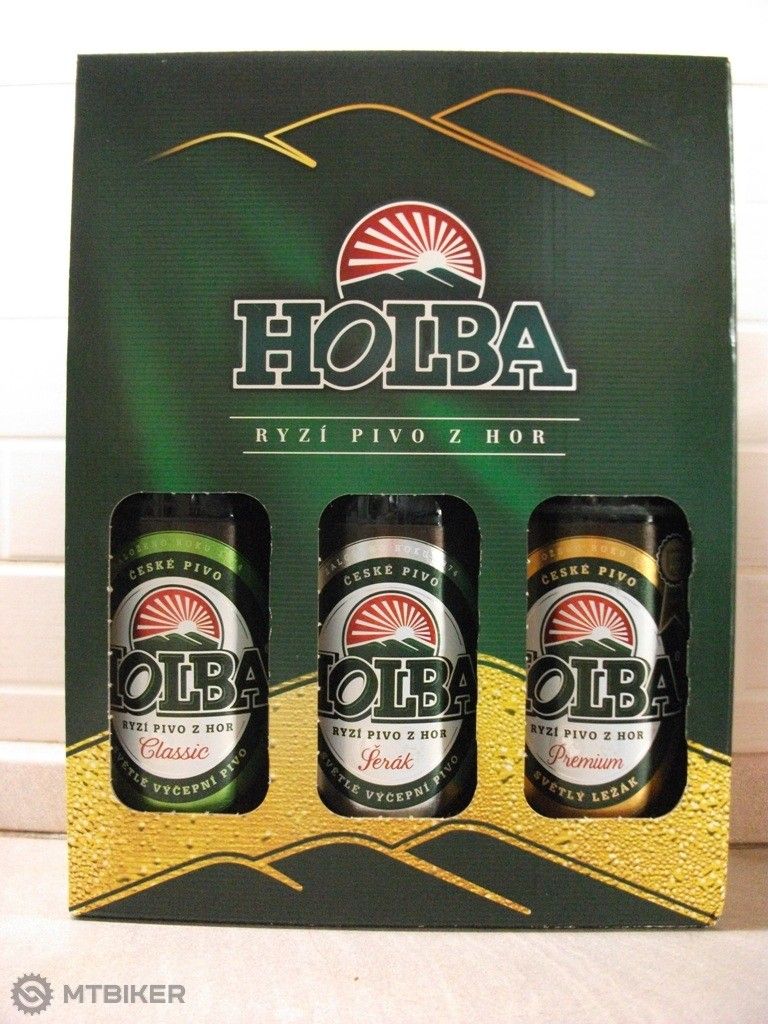 HOLBA
RYZÍ PIVO Z HOR
ČESKÉ PIVO
HOLBA
RYZÍ PIVO Z HOR
Classic
SVĚTLÉ VÝČEPNÍ PIVO
ČESKÉ PIVO
HOLBA
RYZÍ PIVO Z HOR
Šerák
SVĚTLÉ VÝČEPNÍ PIVO
ČESKÉ PIVO
HOLBA
RYZÍ PIVO Z HOR
Premium
SVĚTLÝ LEŽÁK
MTBIKER